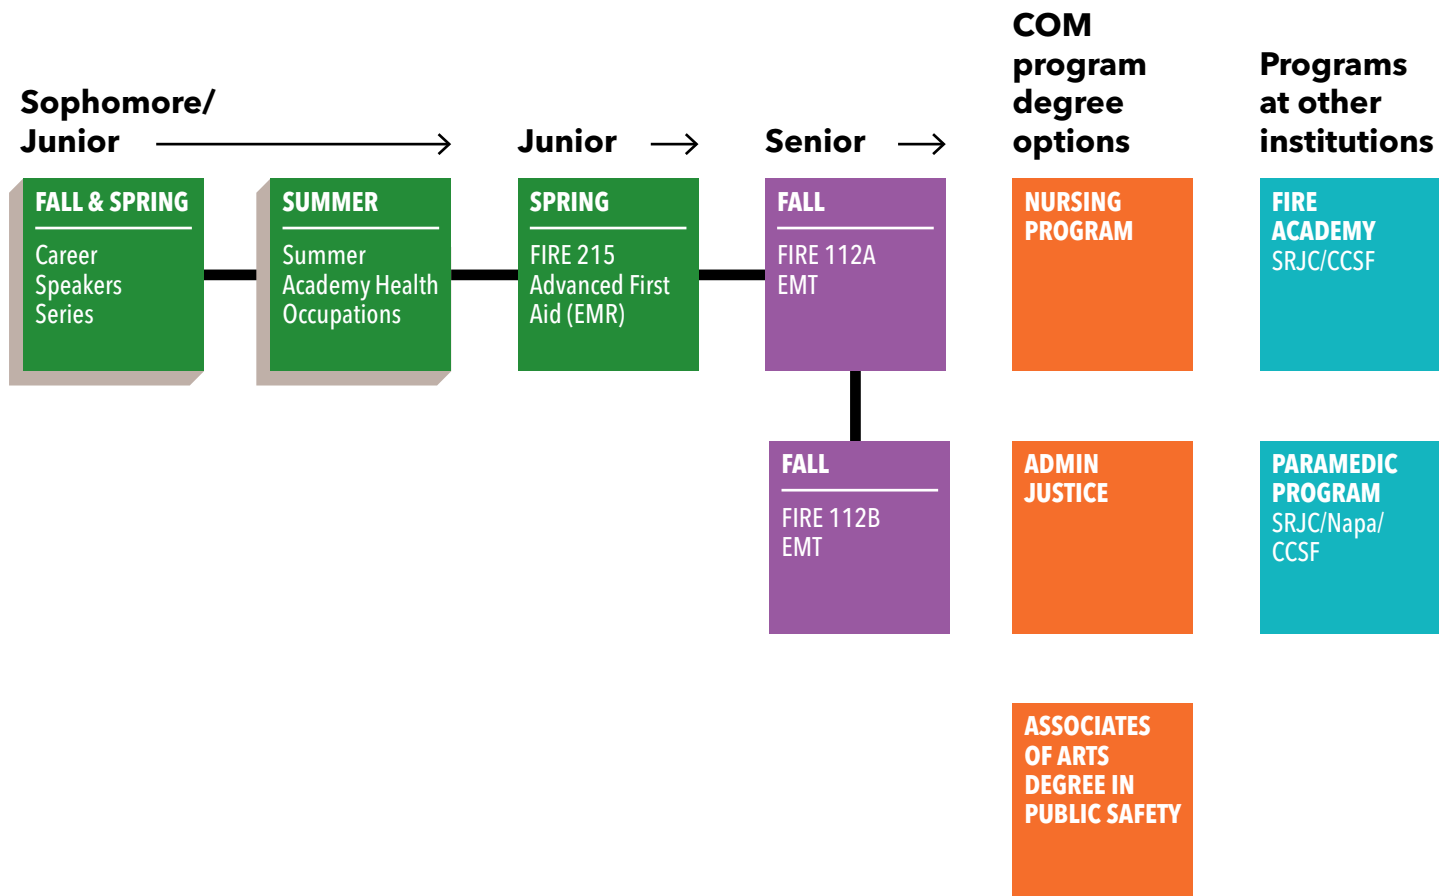 Sophomore/
Junior
Junior
Senior
COM
program
degree
options
Programs
at other
institutions
FALL & SPRING
Career
Speakers
Series
SUMMER
Summer
Academy Health
Occupations
SPRING
FIRE 215
Advanced First
Aid (EMR)
FALL
FIRE 112A
EMT
NURSING
PROGRAM
FIRE
ACADEMY
SRJC/CCSF
FALL
FIRE 112B
EMT
ADMIN
JUSTICE
PARAMEDIC
PROGRAM
SRJC/Napa/
CCSF
ASSOCIATES
OF ARTS
DEGREE IN
PUBLIC SAFETY